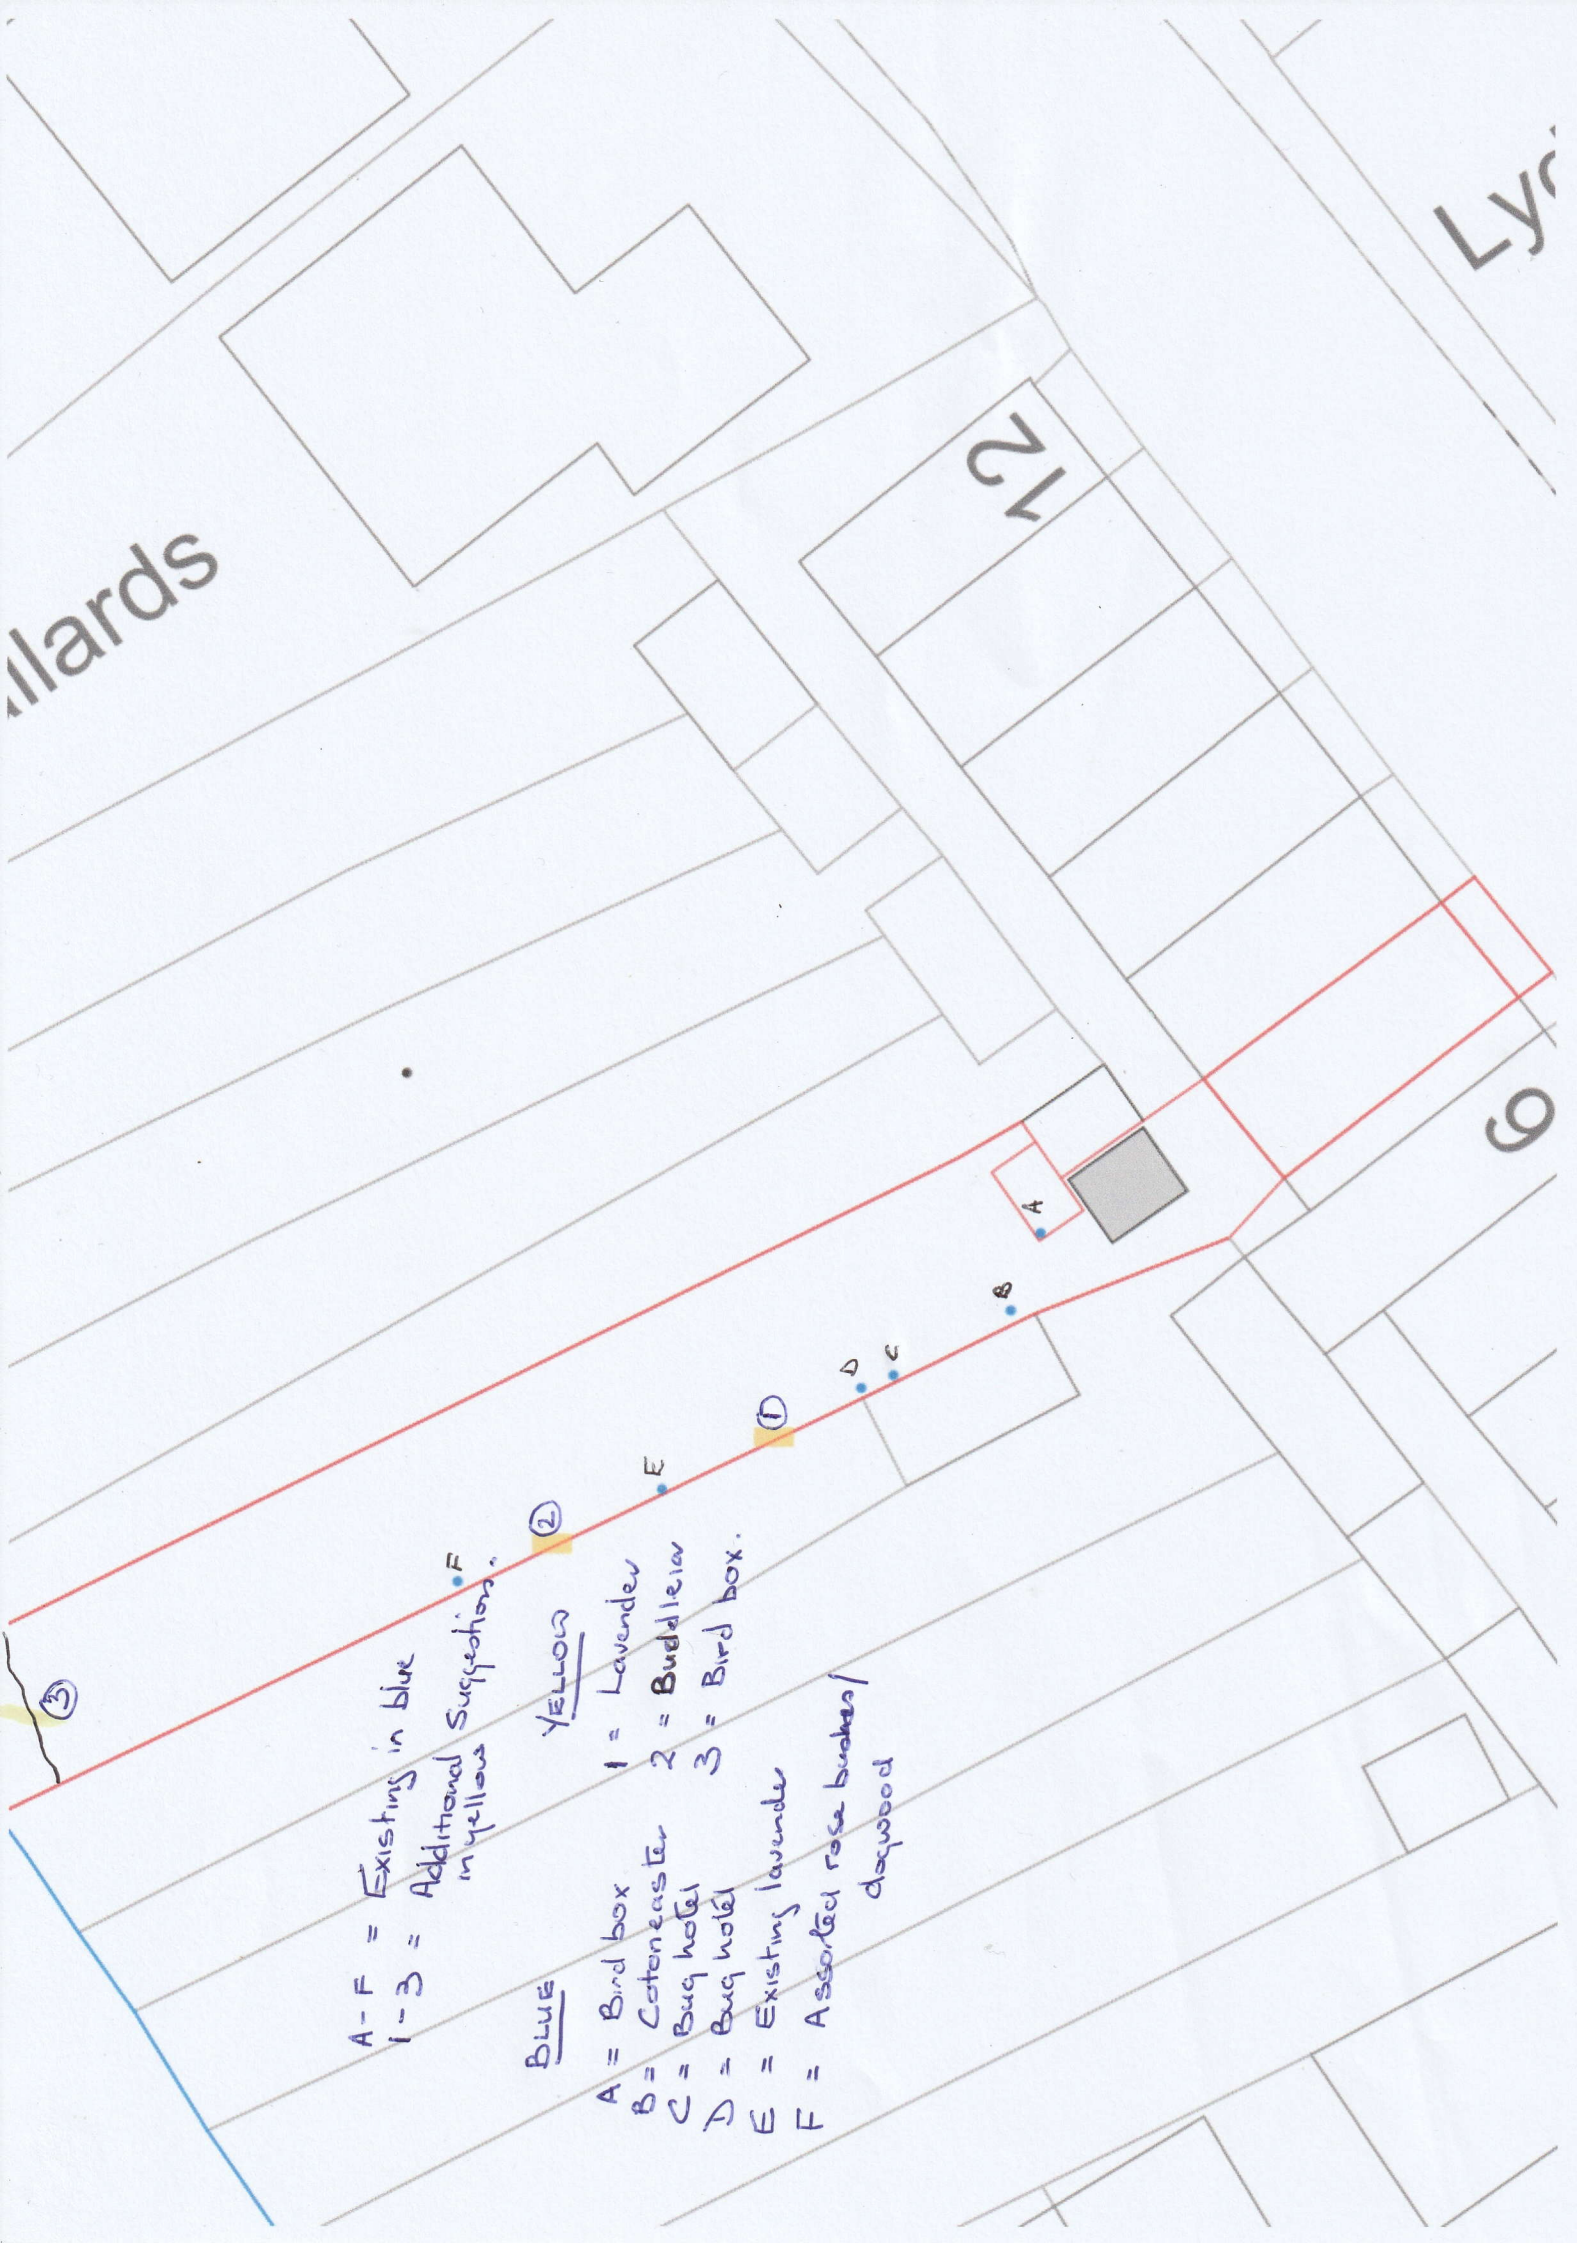 Lyd
12
9
llards
A
B
C
D
E
F
1
2
3
A - F = Existing in blue
1 - 3 = Additional Suggestions.
in yellow
BLUE
A = Bird box
B = Cotoneaster
C = Bug hotel
D = Bug hotel
E = Existing lavender
F = Assorted rose bushes/
dogwood
YELLOW
1 = Lavender
2 = Buddleia
3 = Bird box.